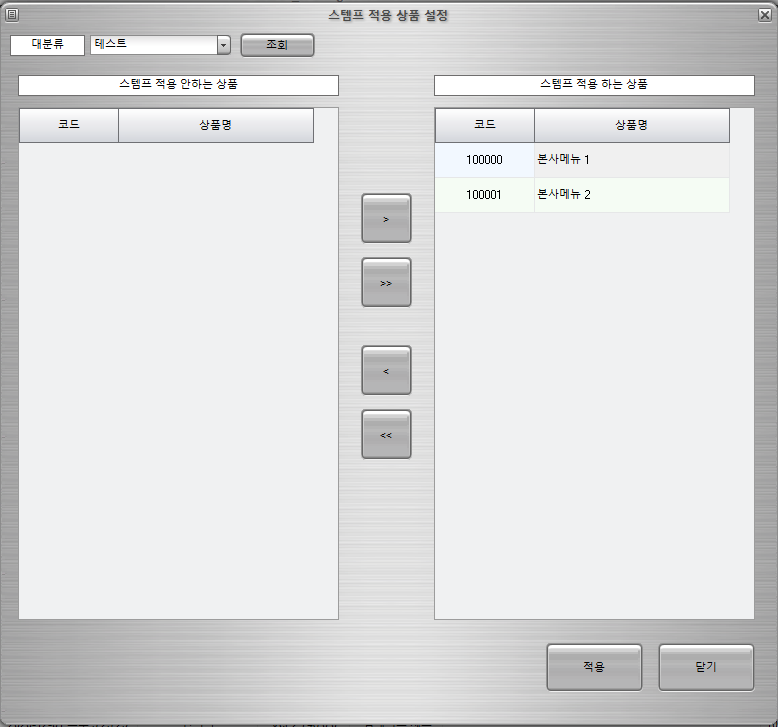 스템프 적용 상품 설정
대분류 테스트 조회
스템프 적용 안하는 상품
코드 상품명
>
>>
<
<<
스템프 적용 하는 상품
코드 상품명
100000 본사메뉴 1
100001 본사메뉴 2
적용 닫기